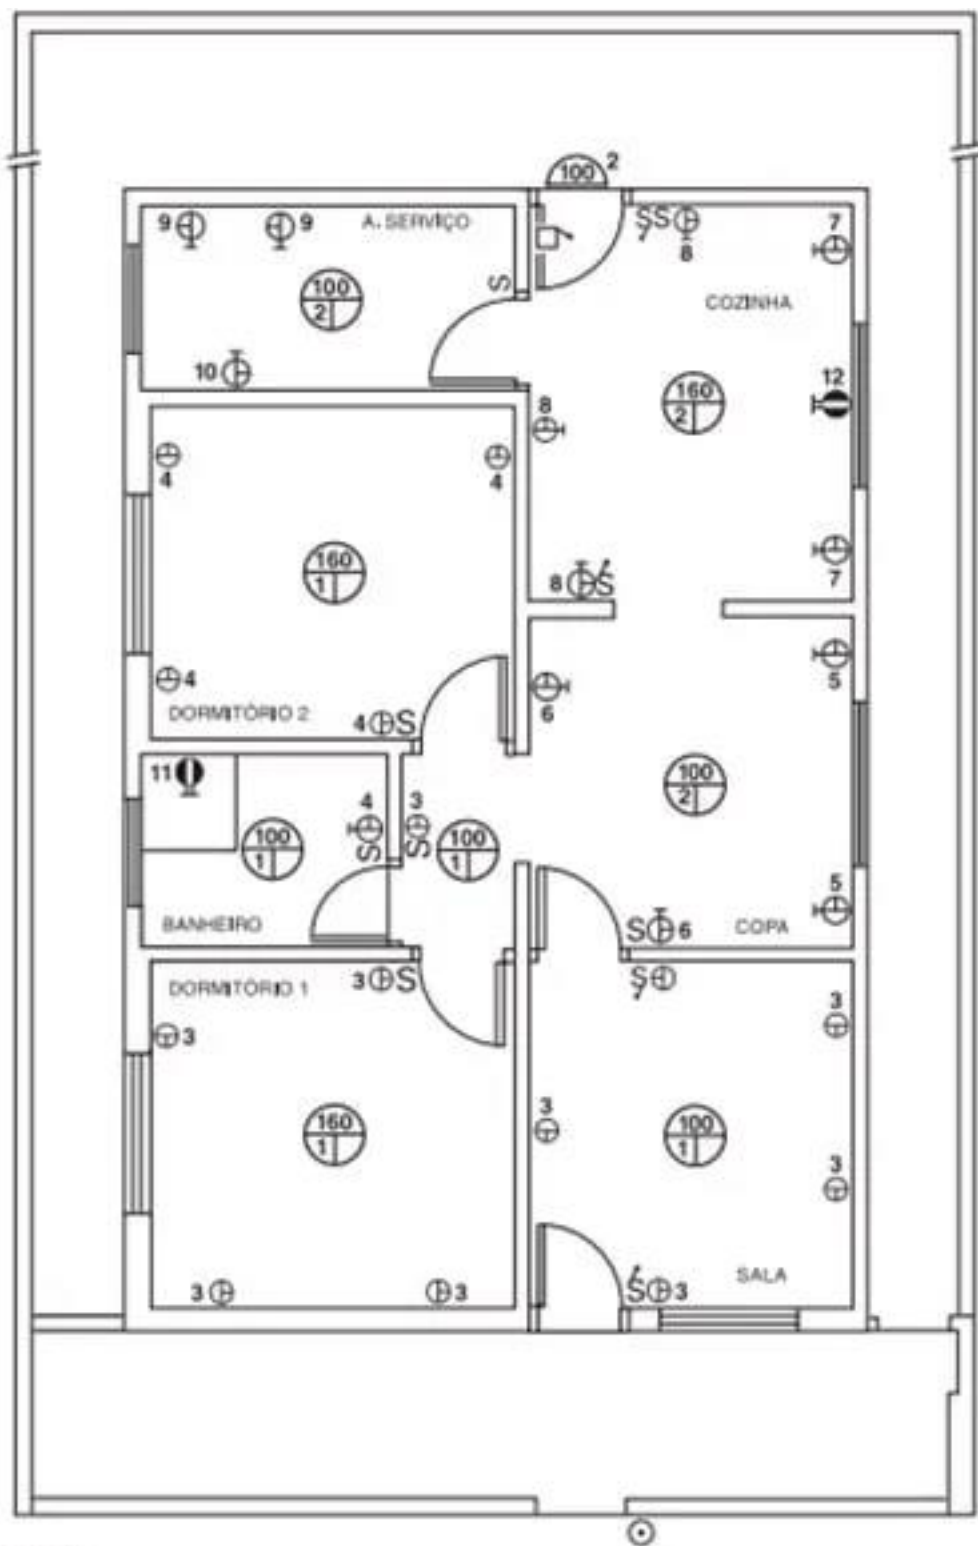 100 2
9 9 A. SERVIÇO S ŞS 8 7
100
2
COZINHA
10
160
2
12
8
4 4
160
1
7
8 Ś
4
DORMITÓRIO 2
4 S
6
5
11
100
2
4 3
100
1
S S
100
1
5
BANHEIRO
S 6 COPA
DORMITÓRIO 1
3 S
Ş
3
3
3
160
1
100
1
3
SALA
3 3
Ś 3